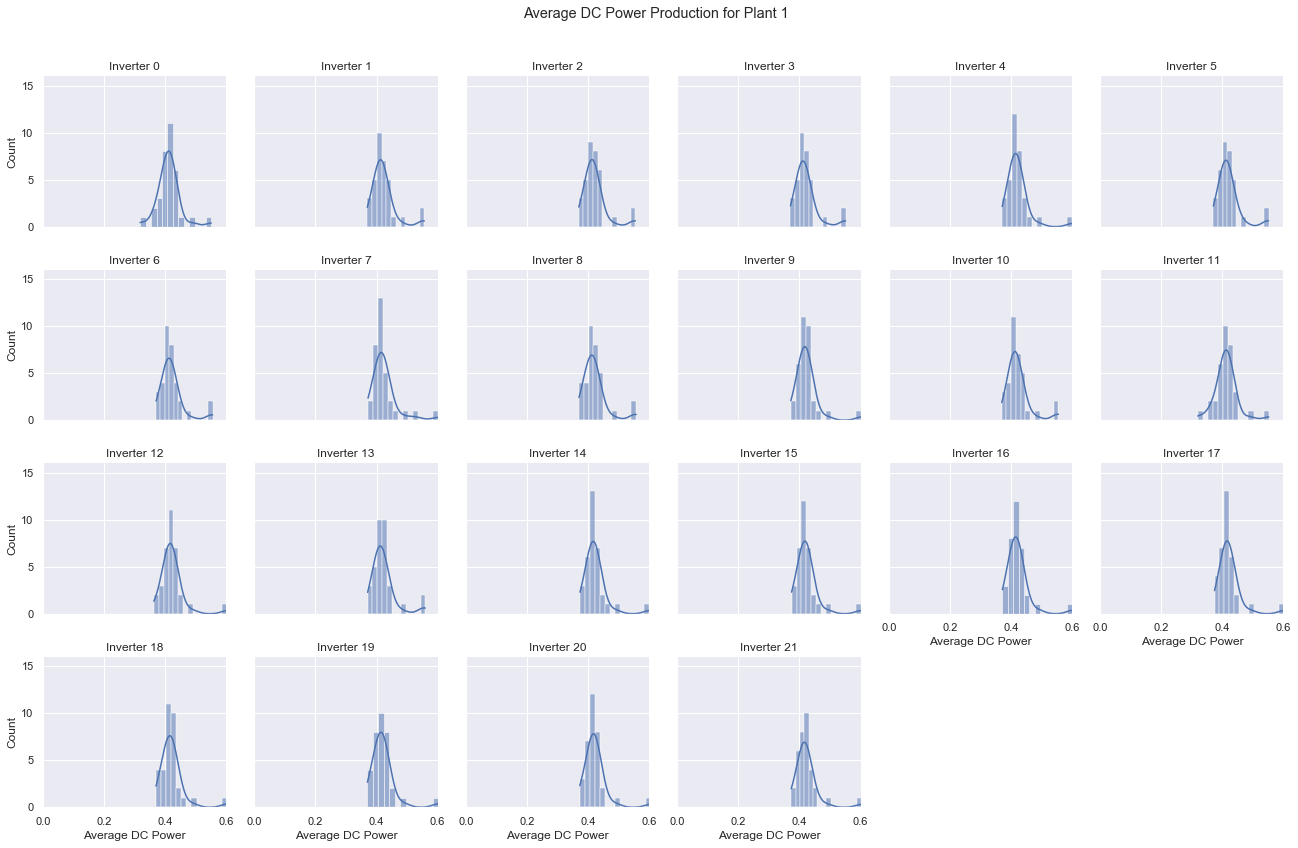 Average DC Power Production for Plant 1
Inverter 0 Inverter 1 Inverter 2 Inverter 3 Inverter 4 Inverter 5
15
10
5
0
Count
Inverter 6 Inverter 7 Inverter 8 Inverter 9 Inverter 10 Inverter 11
15
10
5
0
Count
Inverter 12 Inverter 13 Inverter 14 Inverter 15 Inverter 16 Inverter 17
15
10
5
0
Count
0.0 0.2 0.4 0.6 0.0 0.2 0.4 0.6
Average DC Power Average DC Power
Inverter 18 Inverter 19 Inverter 20 Inverter 21
15
10
5
0
Count
0.0 0.2 0.4 0.6 0.0 0.2 0.4 0.6 0.0 0.2 0.4 0.6 0.0 0.2 0.4 0.6
Average DC Power Average DC Power Average DC Power Average DC Power